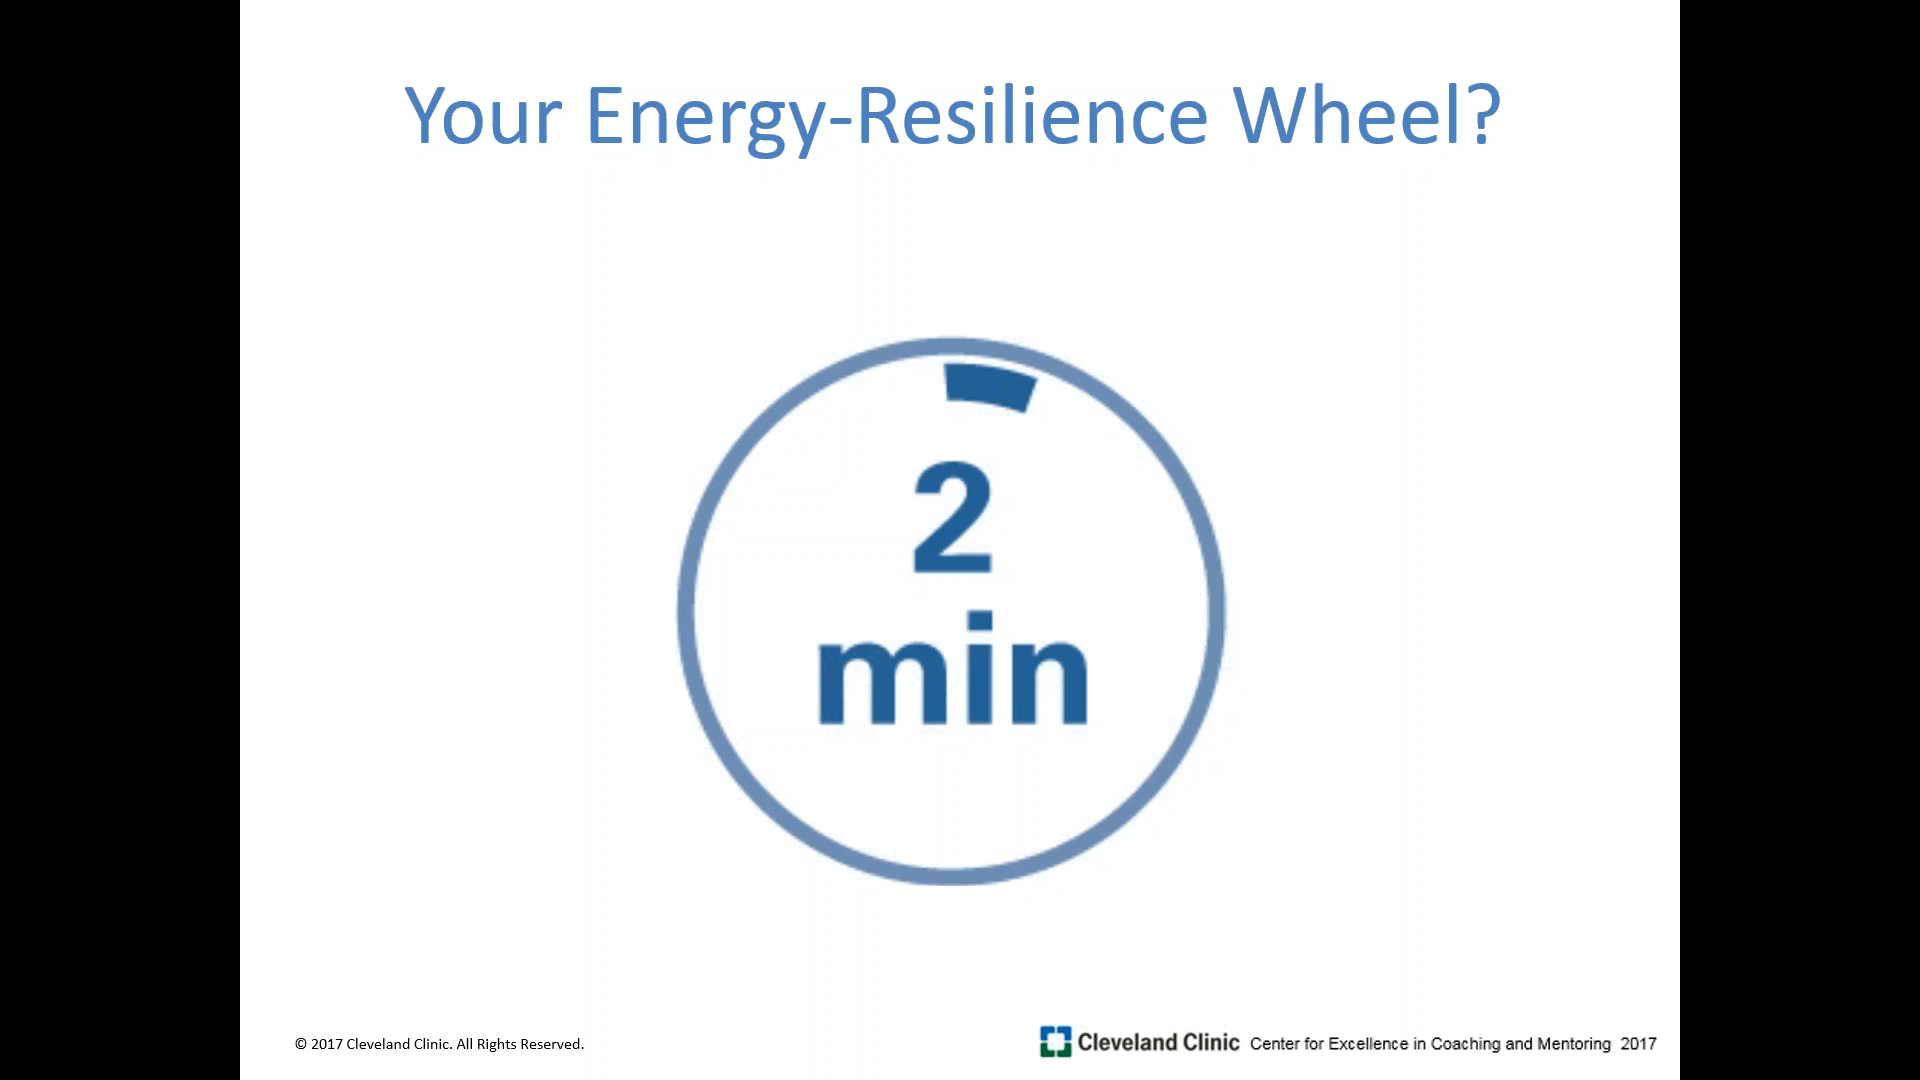 Your Energy-Resilience Wheel?
2
min
© 2017 Cleveland Clinic. All Rights Reserved.
Cleveland Clinic Center for Excellence in Coaching and Mentoring 2017